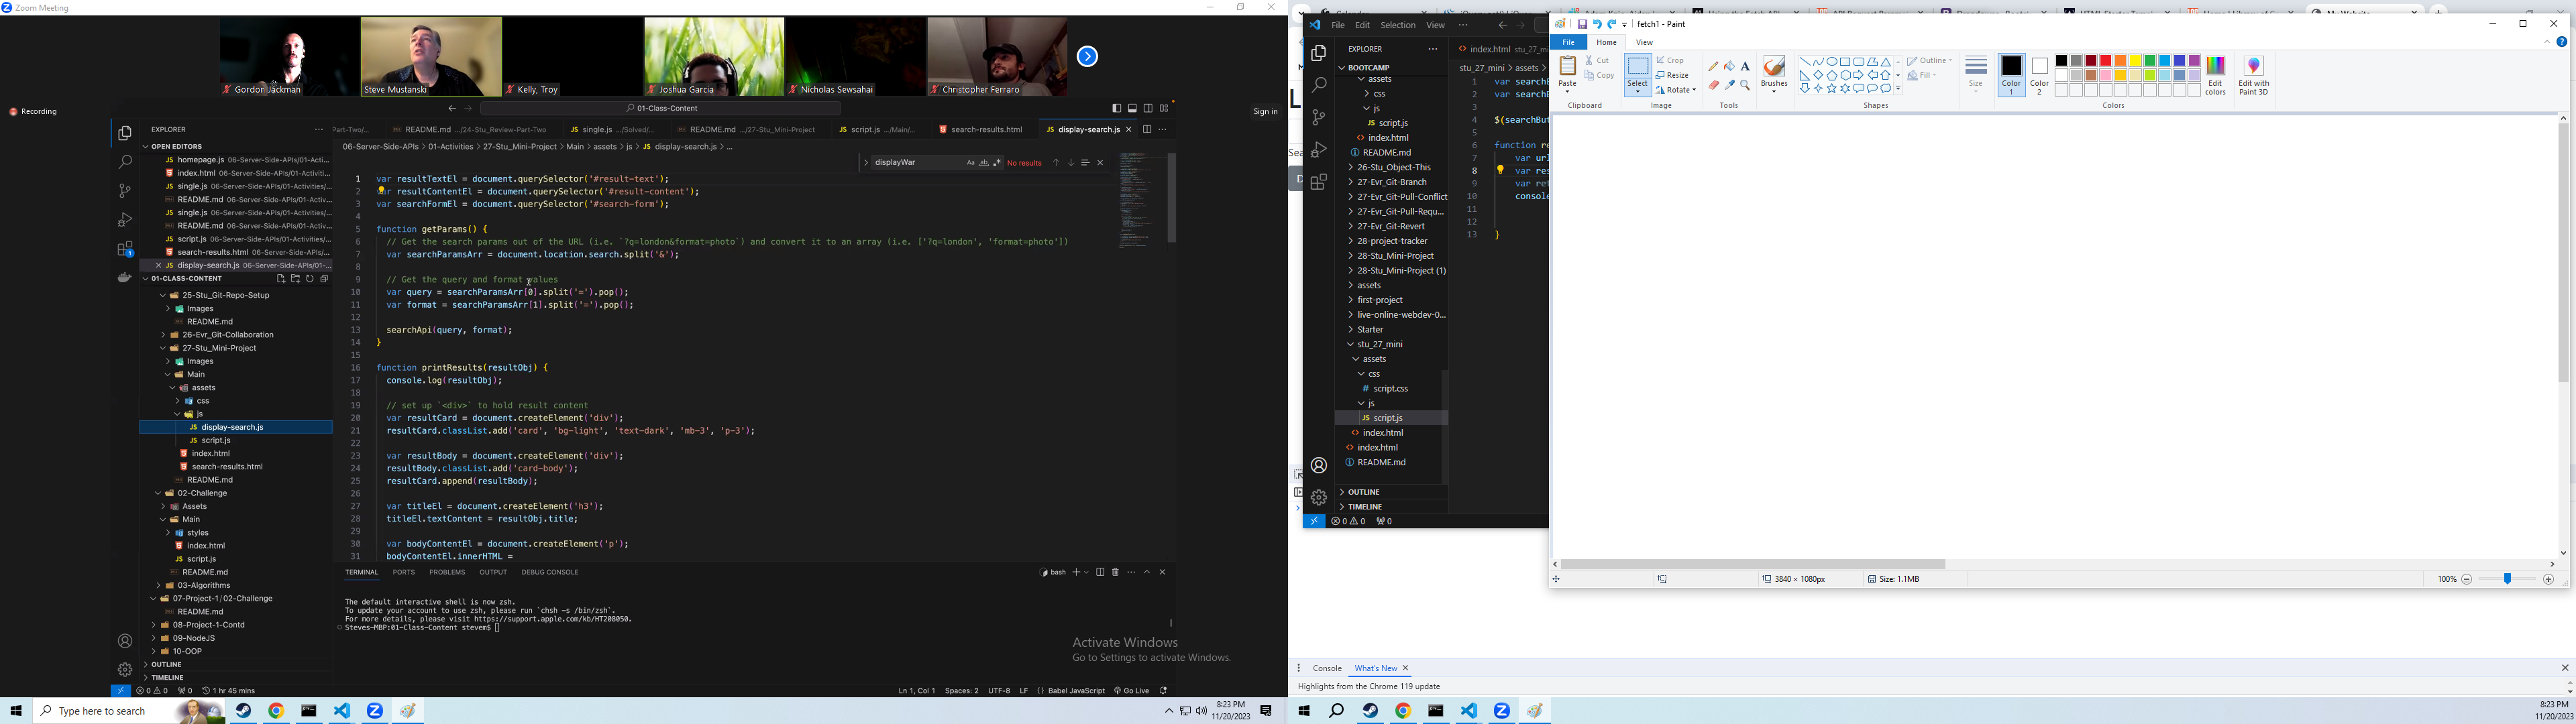 Zoom Meeting
Gordon Jackman
Steve Mustanski
Kelly, Troy
Joshua Garcia
Nicholas Sewsahai
Christopher Ferraro
Recording
01-Class-Content
Sign in
EXPLORER
OPEN EDITORS
homepage.js 06-Server-Side-APIs/01-Acti...
index.html 06-Server-Side-APIs/01-Activiti...
single.js 06-Server-Side-APIs/01-Activities/...
README.md 06-Server-Side-APIs/01-Activ...
single.js 06-Server-Side-APIs/01-Activities/...
README.md 06-Server-Side-APIs/01-Activ...
script.js 06-Server-Side-APIs/01-Activities/...
search-results.html 06-Server-Side-APIs/...
display-search.js 06-Server-Side-APIs/01-...
01-CLASS-CONTENT
25-Stu_Git-Repo-Setup
Images
README.md
26-Evr_Git-Collaboration
27-Stu_Mini-Project
Images
Main
assets
css
js
display-search.js
script.js
index.html
search-results.html
README.md
02-Challenge
Assets
Main
styles
index.html
script.js
README.md
03-Algorithms
07-Project-1/02-Challenge
README.md
08-Project-1-Contd
09-NodeJS
10-OOP
OUTLINE
TIMELINE
README.md .../24-Stu_Review-Part-Two
single.js .../Solved/...
README.md .../27-Stu_Mini-Project
script.js .../Main/...
search-results.html
display-search.js
06-Server-Side-APIs > 01-Activities > 27-Stu_Mini-Project > Main > assets > js > JS display-search.js > ...
displayWar
No results
1 var resultTextEl = document.querySelector('#result-text');
2 var resultContentEl = document.querySelector('#result-content');
3 var searchFormEl = document.querySelector('#search-form');
4
5 function getParams() {
6 // Get the search params out of the URL (i.e. `?q=london&format=photo`) and convert it to an array (i.e. ['?q=london', 'format=photo'])
7 var searchParamsArr = document.location.search.split('&');
8
9 // Get the query and format values
10 var query = searchParamsArr[0].split('=').pop();
11 var format = searchParamsArr[1].split('=').pop();
12
13 searchApi(query, format);
14 }
15
16 function printResults(resultObj) {
17 console.log(resultObj);
18
19 // set up `<div>` to hold result content
20 var resultCard = document.createElement('div');
21 resultCard.classList.add('card', 'bg-light', 'text-dark', 'mb-3', 'p-3');
22
23 var resultBody = document.createElement('div');
24 resultBody.classList.add('card-body');
25 resultCard.append(resultBody);
26
27 var titleEl = document.createElement('h3');
28 titleEl.textContent = resultObj.title;
29
30 var bodyContentEl = document.createElement('p');
31 bodyContentEl.innerHTML =
TERMINAL PORTS PROBLEMS OUTPUT DEBUG CONSOLE
bash
The default interactive shell is now zsh.
To update your account to use zsh, please run `chsh -s /bin/zsh`.
For more details, please visit https://support.apple.com/kb/HT208050.
Steves-MBP:01-Class-Content stevem$
Activate Windows
Go to Settings to activate Windows.
0 0 0 1 hr 45 mins
Ln 1, Col 1 Spaces: 2 UTF-8 LF Babel JavaScript Go Live
Type here to search
8:23 PM
11/20/2023
File Edit Selection View
EXPLORER
BOOTCAMP
assets
css
js
script.js
index.html
README.md
26-Stu_Object-This
27-Evr_Git-Branch
27-Evr_Git-Pull-Conflict
27-Evr_Git-Pull-Requ...
27-Evr_Git-Revert
28-project-tracker
28-Stu_Mini-Project
28-Stu_Mini-Project (1)
assets
first-project
live-online-webdev-0...
Starter
stu_27_mini
assets
css
script.css
js
script.js
index.html
index.html
README.md
OUTLINE
TIMELINE
0 0 0
index.html stu_27_mi
stu_27_mini > assets >
1
2
3
4
5
6
7
8
9
10
11
12
13 }
fetch1 - Paint
File Home View
Paste
Cut
Copy
Clipboard
Select
Crop
Resize
Rotate
Image
Tools
Brushes
Outline
Fill
Shapes
Size
Color 1
Color 2
Edit colors
Colors
Edit with Paint 3D
3840 × 1080px
Size: 1.1MB
100%
Console What's New
Highlights from the Chrome 119 update
8:23 PM
11/20/2023